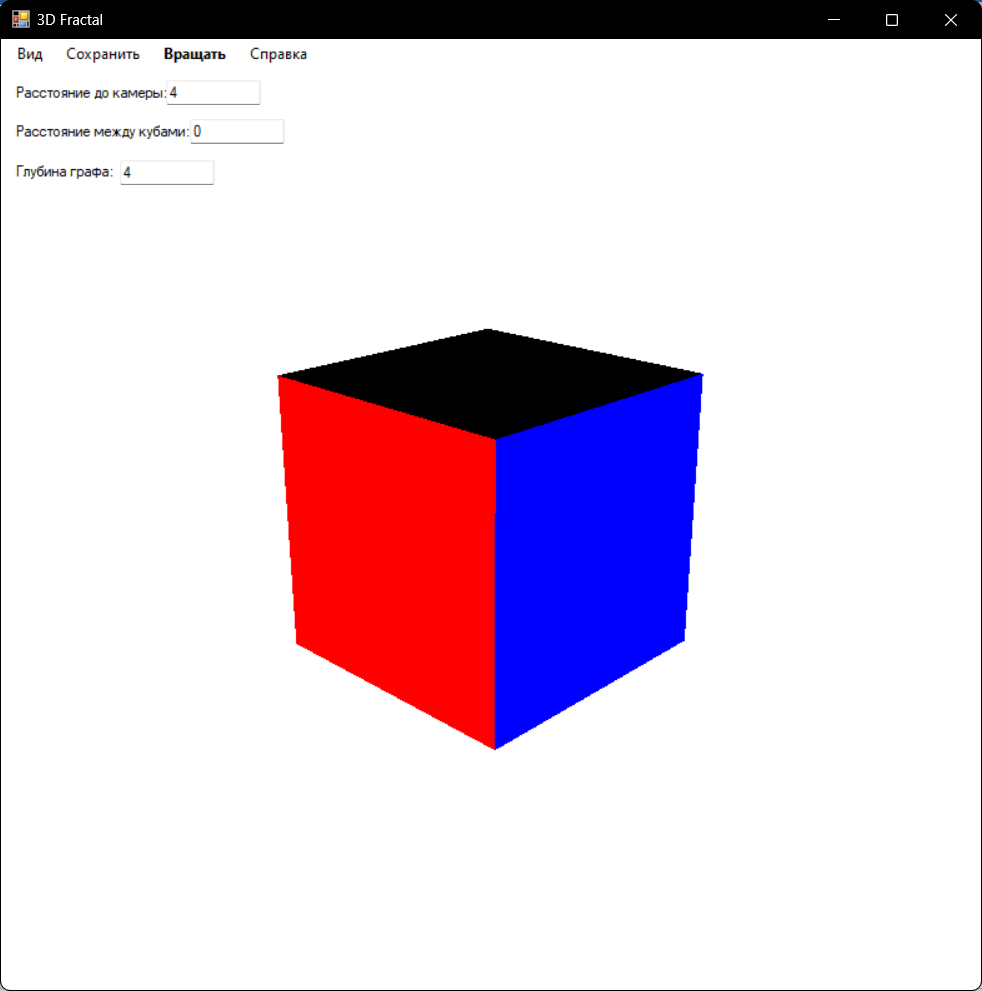 3D Fractal
Вид Сохранить Вращать Справка
Расстояние до камеры: 4
Расстояние между кубами: 0
Глубина графа: 4